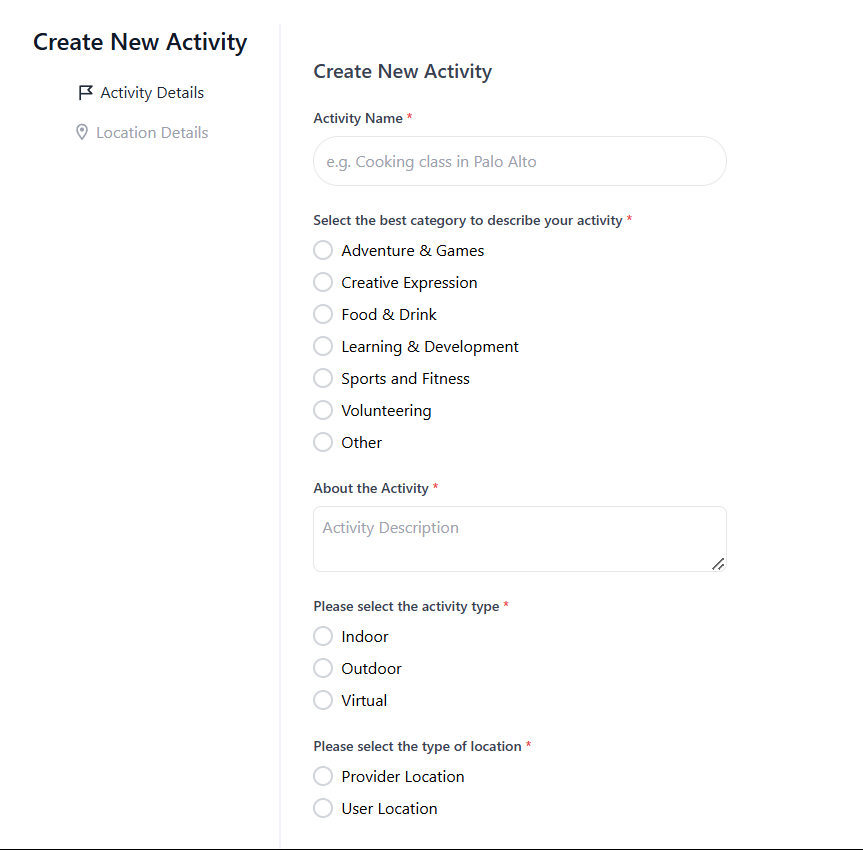 Create New Activity
Activity Details
Location Details
Create New Activity
Activity Name *
e.g. Cooking class in Palo Alto
Select the best category to describe your activity *
Adventure & Games
Creative Expression
Food & Drink
Learning & Development
Sports and Fitness
Volunteering
Other
About the Activity *
Activity Description
Please select the activity type *
Indoor
Outdoor
Virtual
Please select the type of location *
Provider Location
User Location